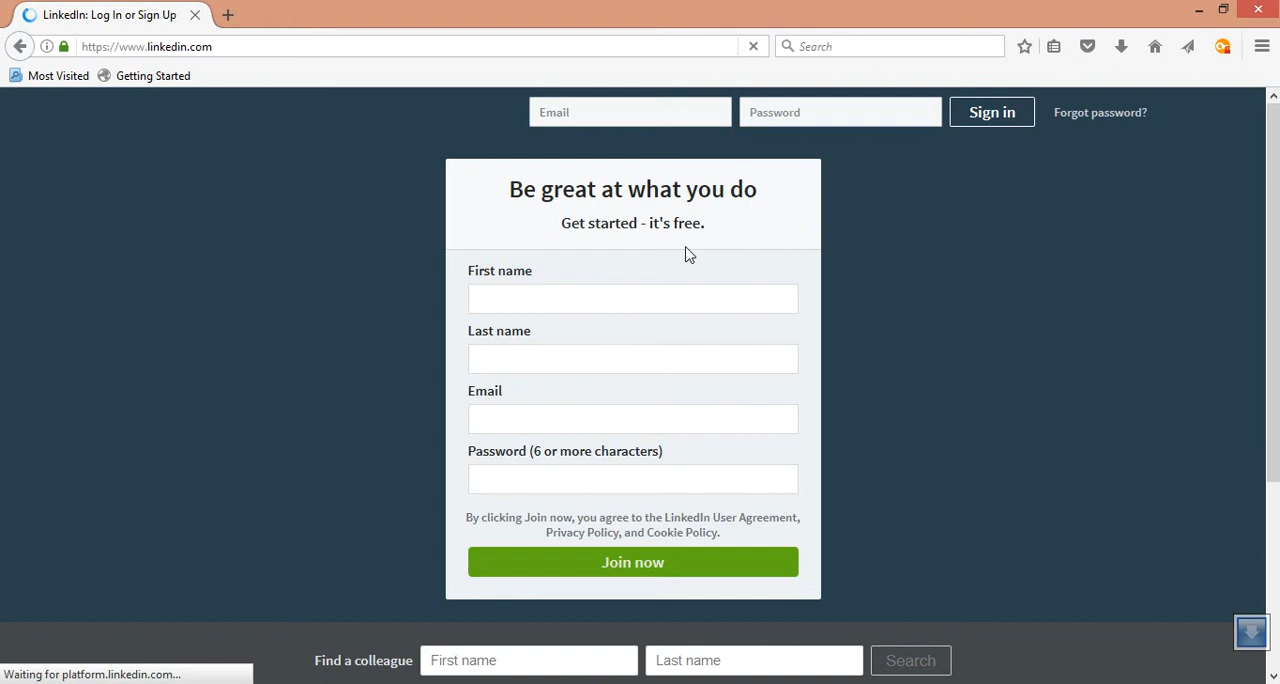 LinkedIn: Log In or Sign Up
https://www.linkedin.com
Search
Most Visited
Getting Started
Email
Password
Sign in
Forgot password?
Be great at what you do
Get started - it's free.
First name
Last name
Email
Password (6 or more characters)
By clicking Join now, you agree to the LinkedIn User Agreement,
Privacy Policy, and Cookie Policy.
Join now
Find a colleague
First name
Last name
Search
Waiting for platform.linkedin.com...